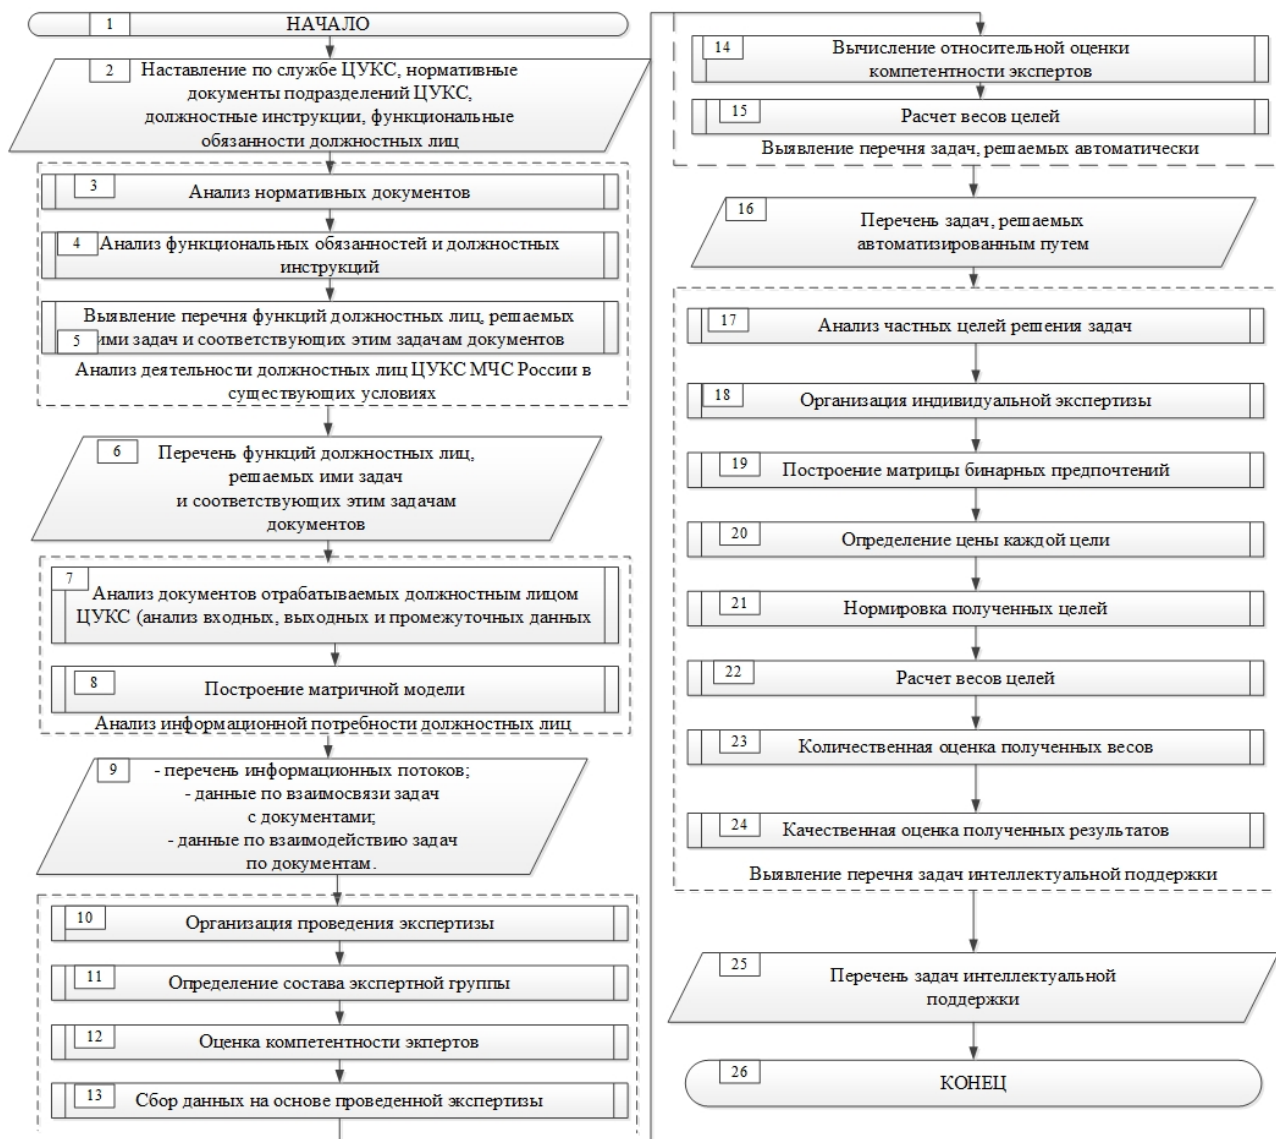 1
НАЧАЛО
2
Наставление по службе ЦУКС, нормативные
документы подразделений ЦУКС,
должностные инструкции, функциональные
обязанности должностных лиц
3
Анализ нормативных документов
4
Анализ функциональных обязанностей и должностных
инструкций
Выявление перечня функций должностных лиц, решаемых
5
ими задач и соответствующих этим задачам документов
Анализ деятельности должностных лиц ЦУКС МЧС России в
существующих условиях
6
Перечень функций должностных лиц,
решаемых ими задач
и соответствующих этим задачам
документов
7
Анализ документов отрабатываемых должностным лицом
ЦУКС (анализ входных, выходных и промежуточных данных
8
Построение матричной модели
Анализ информационной потребности должностных лиц
9
- перечень информационных потоков;
- данные по взаимосвязи задач
с документами;
- данные по взаимодействию задач
по документам.
10
Организация проведения экспертизы
11
Определение состава экспертной группы
12
Оценка компетентности экпертов
13
Сбор данных на основе проведенной экспертизы
14
Вычисление относительной оценки
компетентности экспертов
15
Расчет весов целей
Выявление перечня задач, решаемых автоматически
16
Перечень задач, решаемых
автоматизированным путем
17
Анализ частных целей решения задач
18
Организация индивидуальной экспертизы
19
Построение матрицы бинарных предпочтений
20
Определение цены каждой цели
21
Нормировка полученных целей
22
Расчет весов целей
23
Количественная оценка полученных весов
24
Качественная оценка полученных результатов
Выявление перечня задач интеллектуальной поддержки
25
Перечень задач интеллектуальной
поддержки
26
КОНЕЦ